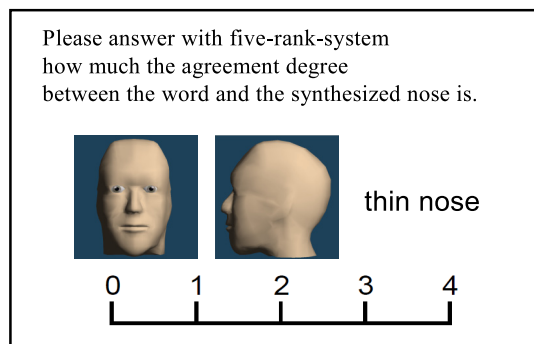 Please answer with five-rank-system
how much the agreement degree
between the word and the synthesized nose is.
thin nose
0 1 2 3 4